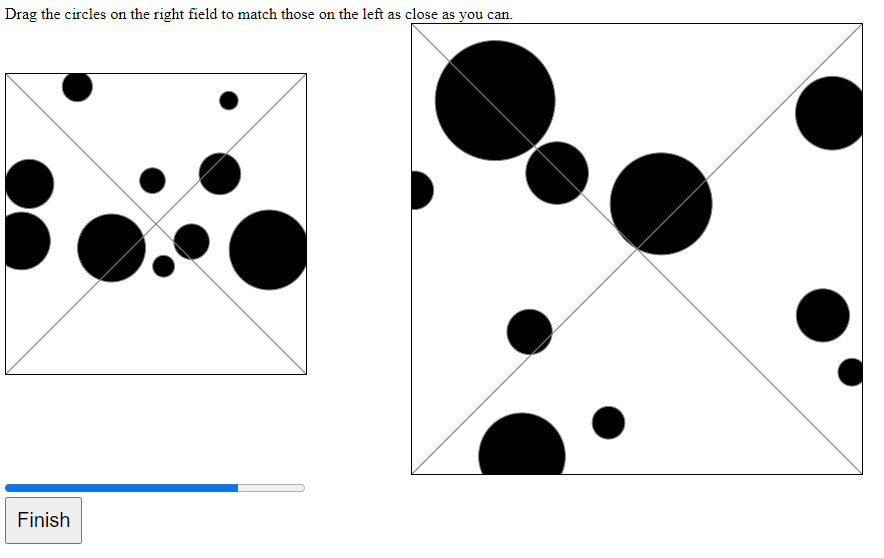 Drag the circles on the right field to match those on the left as close as you can.
Finish